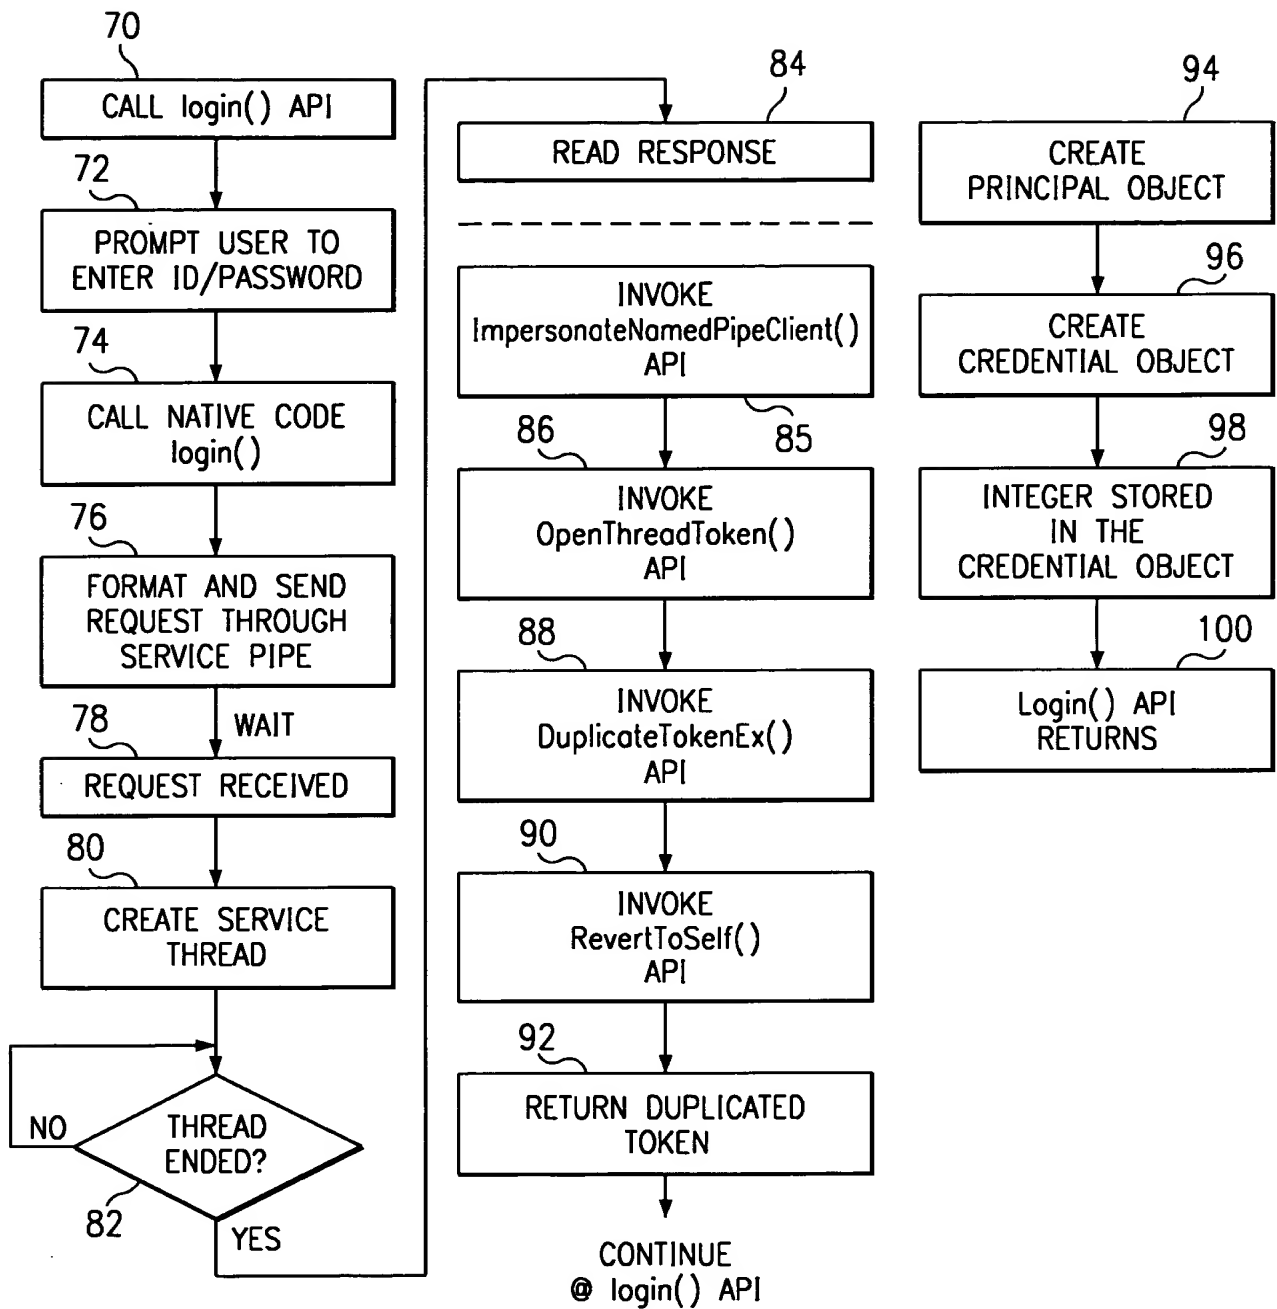 70
CALL login() API
72
PROMPT USER TO
ENTER ID/PASSWORD
74
CALL NATIVE CODE
login()
76
FORMAT AND SEND
REQUEST THROUGH
SERVICE PIPE
WAIT
78
REQUEST RECEIVED
80
CREATE SERVICE
THREAD
NO
THREAD
ENDED?
82
YES
84
READ RESPONSE
INVOKE
ImpersonateNamedPipeClient()
API
85
86
INVOKE
OpenThreadToken()
API
88
INVOKE
DuplicateTokenEx()
API
90
INVOKE
RevertToSelf()
API
92
RETURN DUPLICATED
TOKEN
CONTINUE
@ login() API
94
CREATE
PRINCIPAL OBJECT
96
CREATE
CREDENTIAL OBJECT
98
INTEGER STORED
IN THE
CREDENTIAL OBJECT
100
Login() API
RETURNS